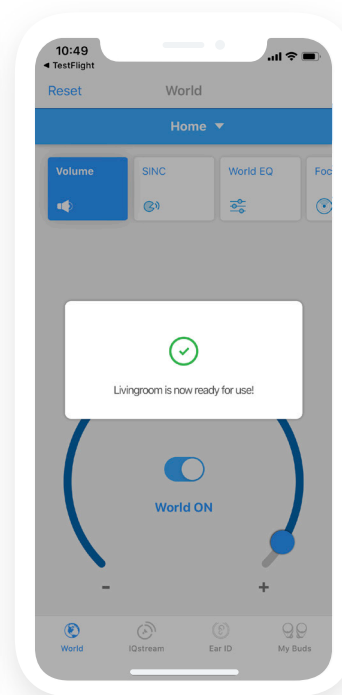 10:49
◀ TestFlight
Reset World
Home
Volume SINC World EQ Foc
Livingroom is now ready for use!
World ON
- +
World IQstream Ear ID My Buds